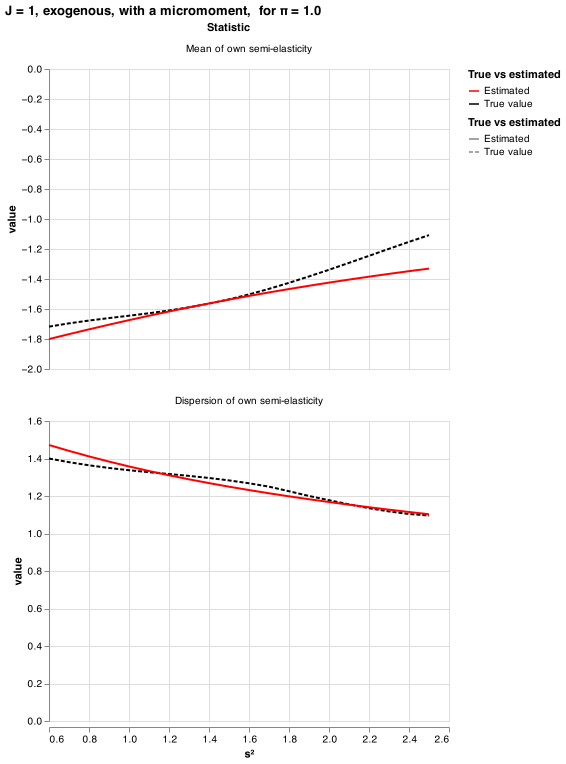 J = 1, exogenous, with a micromoment,  for π = 1.0
Statistic
Mean of own semi-elasticity
0.0
−0.2
−0.4
−0.6
−0.8
−1.0
−1.2
−1.4
−1.6
−1.8
−2.0
value
True vs estimated
Estimated
True value
True vs estimated
Estimated
True value
Dispersion of own semi-elasticity
1.6
1.4
1.2
1.0
0.8
0.6
0.4
0.2
0.0
value
0.6 0.8 1.0 1.2 1.4 1.6 1.8 2.0 2.2 2.4 2.6
s²